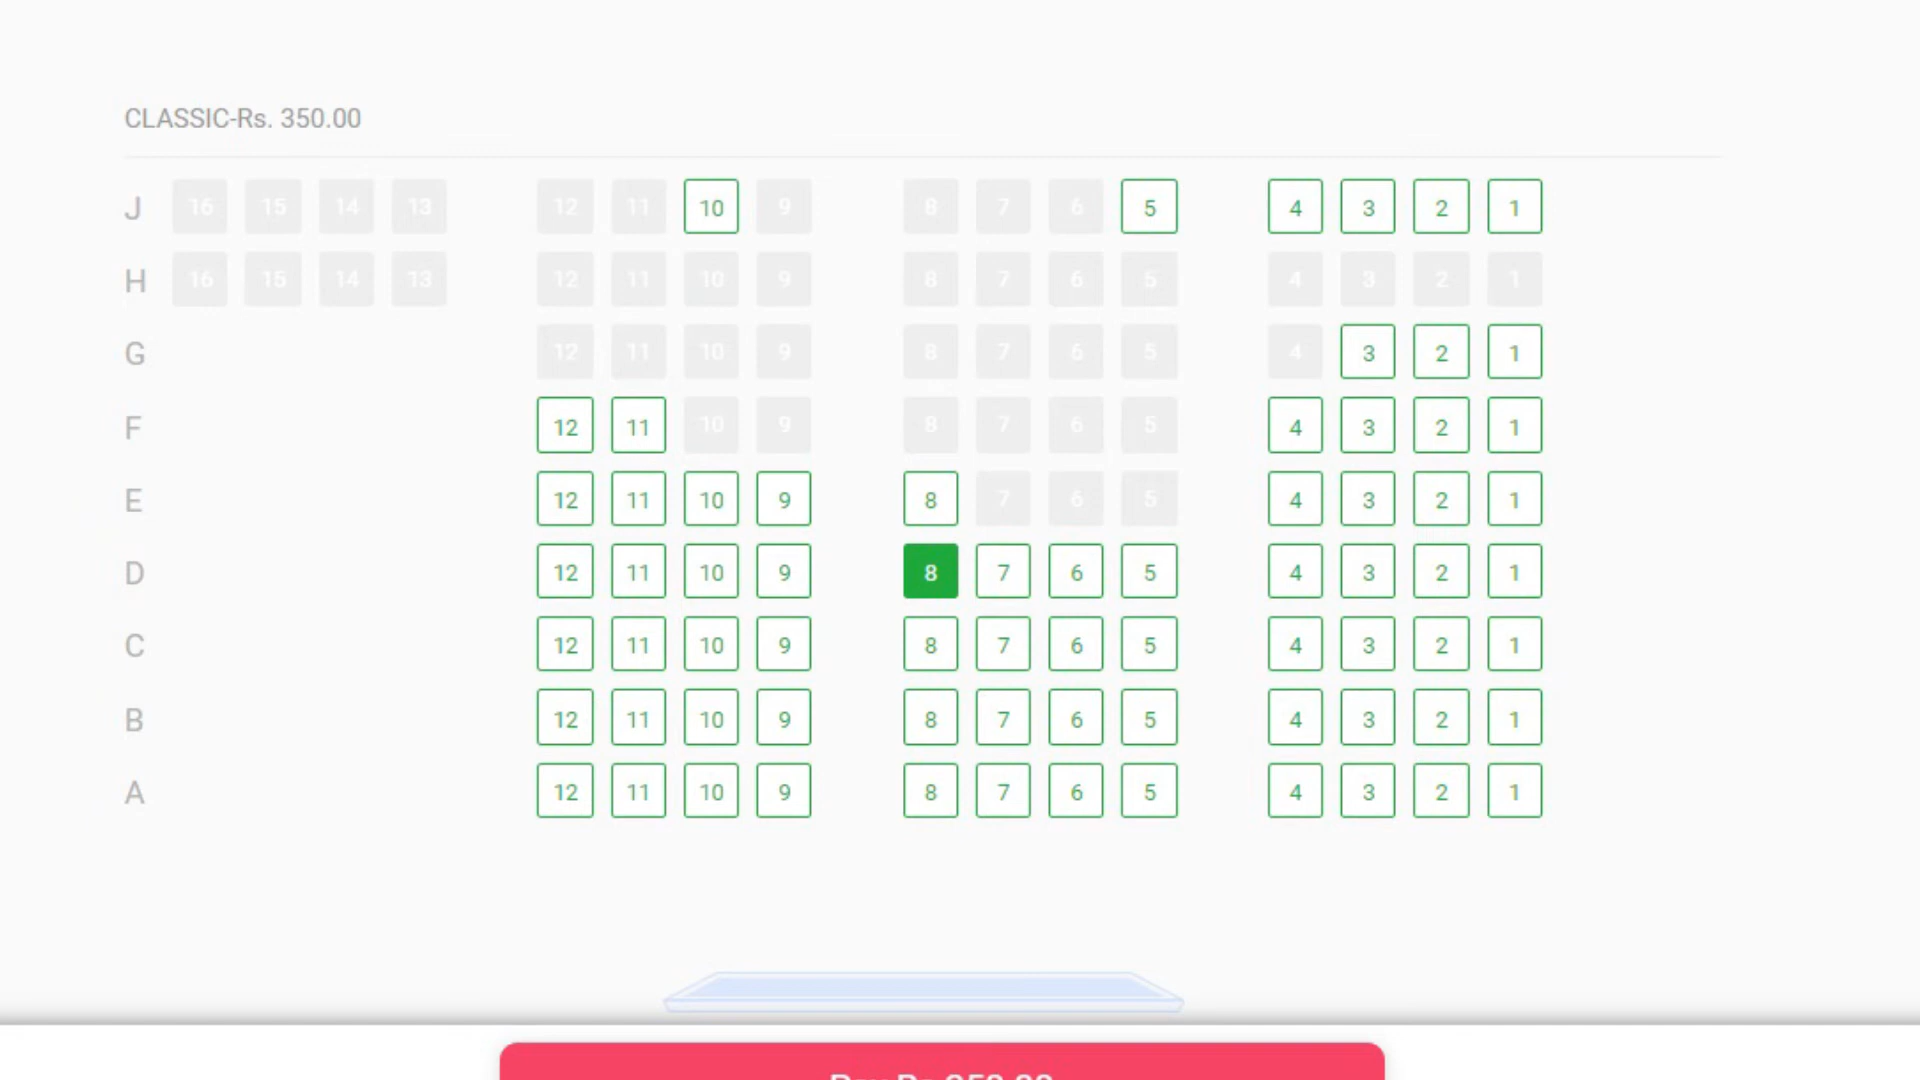 CLASSIC-Rs. 350.00
J 16 15 14 13 12 11 10 9 8 7 6 5 4 3 2 1
H 16 15 14 13 12 11 10 9 8 7 6 5 4 3 2 1
G 12 11 10 9 8 7 6 5 4 3 2 1
F 12 11 10 9 8 7 6 5 4 3 2 1
E 12 11 10 9 8 7 6 5 4 3 2 1
D 12 11 10 9 8 7 6 5 4 3 2 1
C 12 11 10 9 8 7 6 5 4 3 2 1
B 12 11 10 9 8 7 6 5 4 3 2 1
A 12 11 10 9 8 7 6 5 4 3 2 1
Pay Rs.350.00